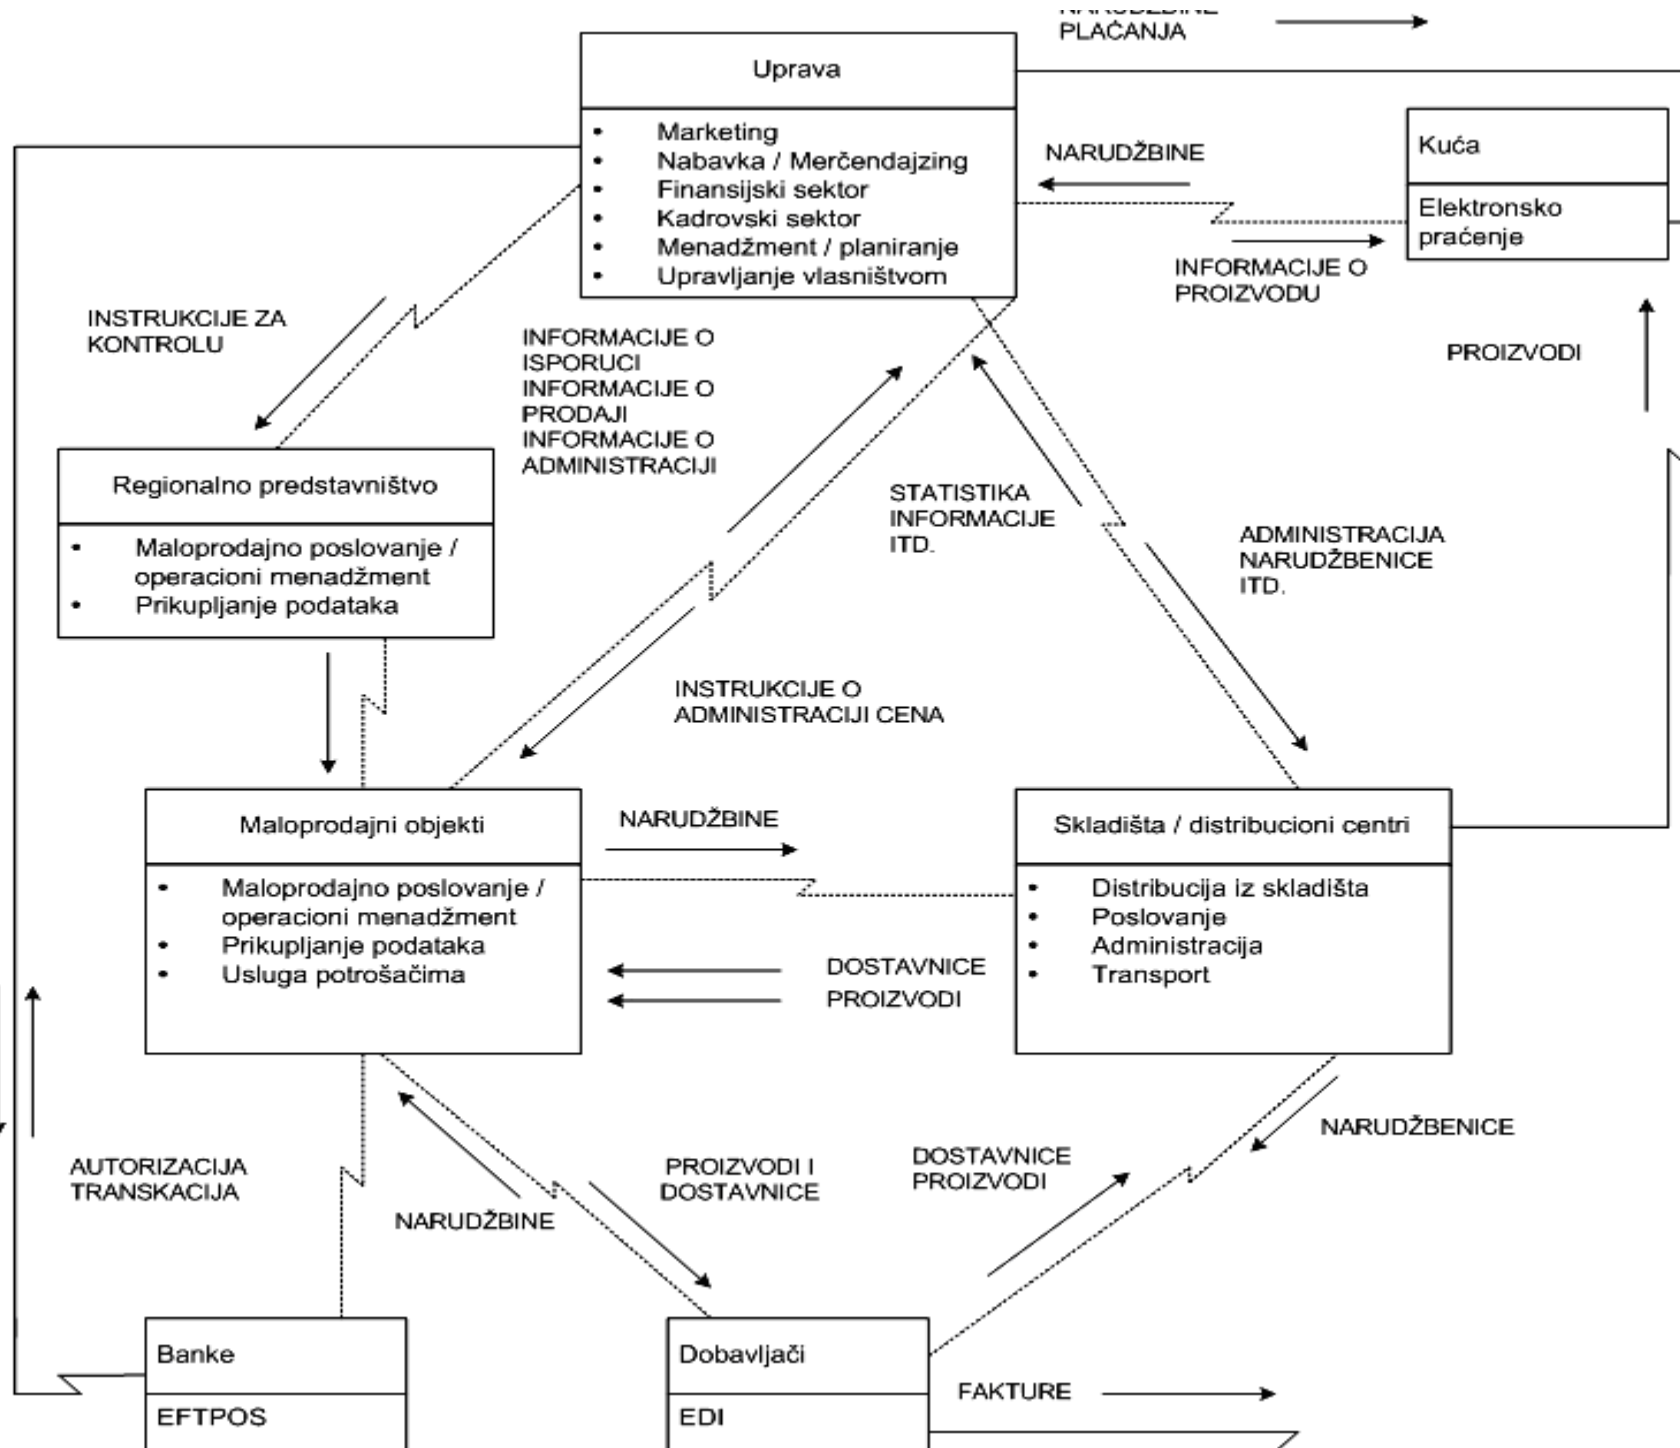 PLAĆANJA
Uprava
• Marketing
• Nabavka / Merčendajzing
• Finansijski sektor
• Kadrovski sektor
• Menadžment / planiranje
• Upravljanje vlasništvom
NARUDŽBINE
Kuća
Elektronsko
praćenje
INFORMACIJE O
PROIZVODU
PROIZVODI
INSTRUKCIJE ZA
KONTROLU
INFORMACIJE O
ISPORUCI
INFORMACIJE O
PRODAJI
INFORMACIJE O
ADMINISTRACIJI
Regionalno predstavništvo
• Maloprodajno poslovanje /
operacioni menadžment
• Prikupljanje podataka
STATISTIKA
INFORMACIJE
ITD.
ADMINISTRACIJA
NARUDŽBENICE
ITD.
INSTRUKCIJE O
ADMINISTRACIJI CENA
Maloprodajni objekti
• Maloprodajno poslovanje /
operacioni menadžment
• Prikupljanje podataka
• Usluga potrošačima
NARUDŽBINE
Skladišta / distribucioni centri
• Distribucija iz skladišta
• Poslovanje
• Administracija
• Transport
DOSTAVNICE
PROIZVODI
AUTORIZACIJA
TRANSKACIJA
NARUDŽBINE
PROIZVODI I
DOSTAVNICE
DOSTAVNICE
PROIZVODI
NARUDŽBENICE
Banke
EFTPOS
Dobavljači
EDI
FAKTURE